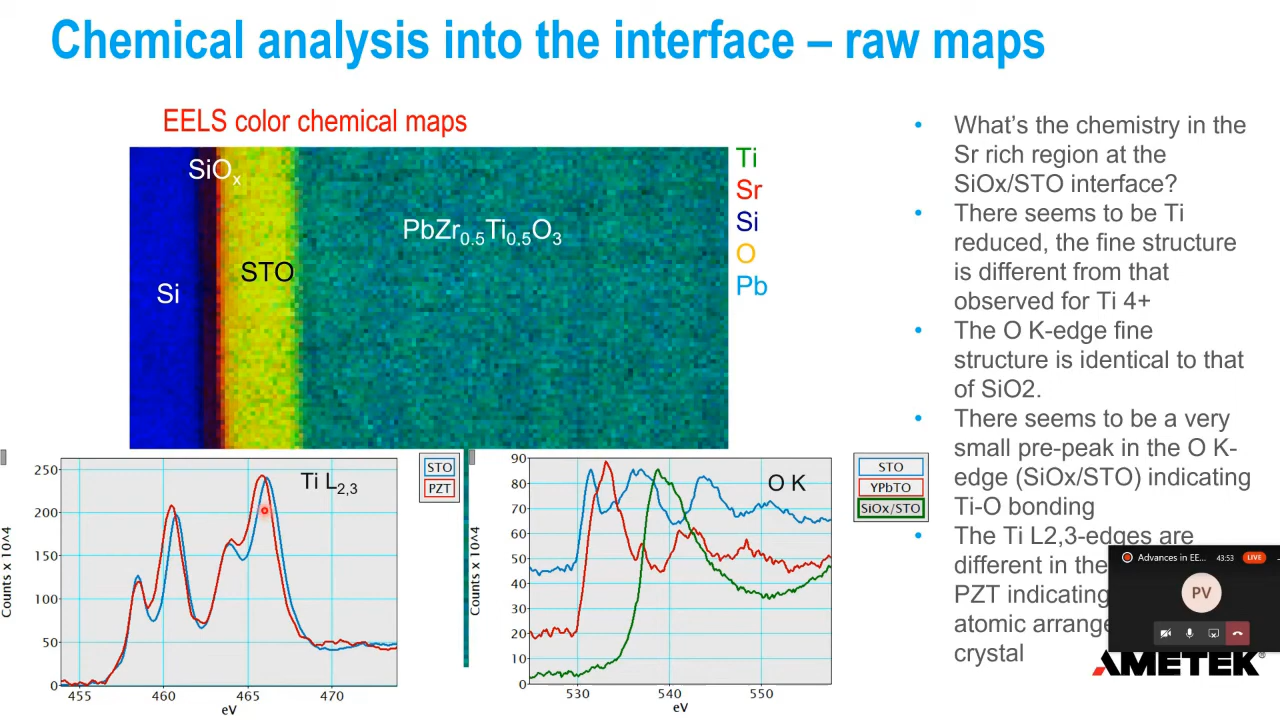 Chemical analysis into the interface – raw maps
EELS color chemical maps
SiOx
Si
STO
PbZr0.5Ti0.5O3
Ti
Sr
Si
O
Pb
What's the chemistry in the
Sr rich region at the
SiOx/STO interface?
There seems to be Ti
reduced, the fine structure
is different from that
observed for Ti 4+
The O K-edge fine
structure is identical to that
of SiO2.
There seems to be a very
small pre-peak in the O K-
edge (SiOx/STO) indicating
Ti-O bonding
The Ti L2,3-edges are
different in the
PZT indicating
atomic arrange
crystal
Ti L2,3
STO
PZT
Counts x 10^4
250
200
150
100
50
0
455 460 465 470
eV
O K
STO
YPbTO
SiOx/STO
Counts x 10^4
90
80
70
60
50
40
30
20
10
0
530 540 550
eV
Advances in EE... 43:53 LIVE
PV
AMETEK®